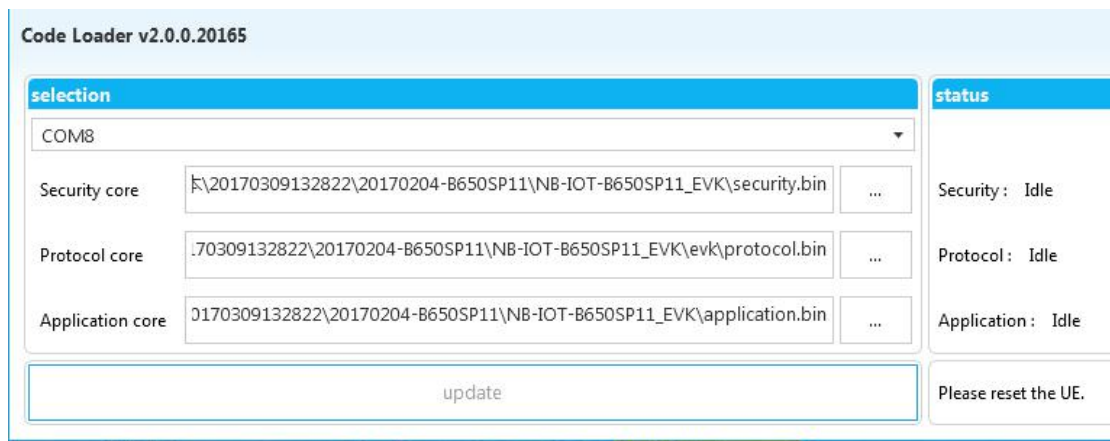 Code Loader v2.0.0.20165
selection
COM8
Security core
\20170309132822\20170204-B650SP11\NB-IOT-B650SP11_EVK\security.bin
...
Protocol core
170309132822\20170204-B650SP11\NB-IOT-B650SP11_EVK\evk\protocol.bin
...
Application core
0170309132822\20170204-B650SP11\NB-IOT-B650SP11_EVK\application.bin
...
update
status
Security : Idle
Protocol : Idle
Application : Idle
Please reset the UE.